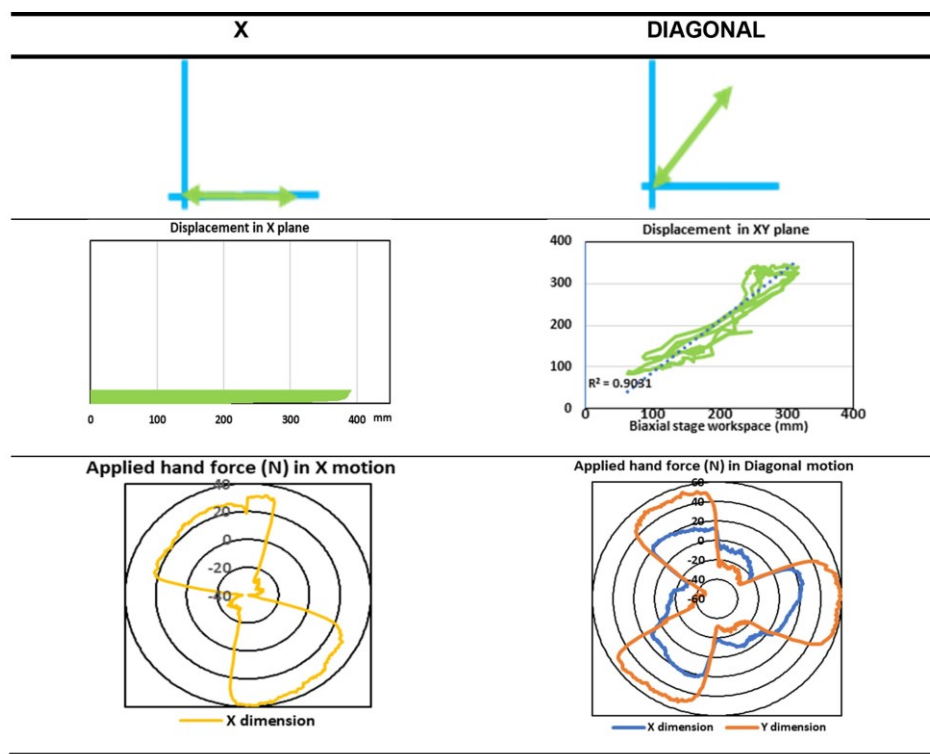 X DIAGONAL
Displacement in X plane
0 100 200 300 400 mm
Displacement in XY plane
400
300
200
100
0
R² = 0.9031
0 100 200 300 400
Biaxial stage workspace (mm)
Applied hand force (N) in X motion
40
20
0
-20
-40
X dimension
Applied hand force (N) in Diagonal motion
60
40
20
0
-20
-40
-60
X dimension Y dimension